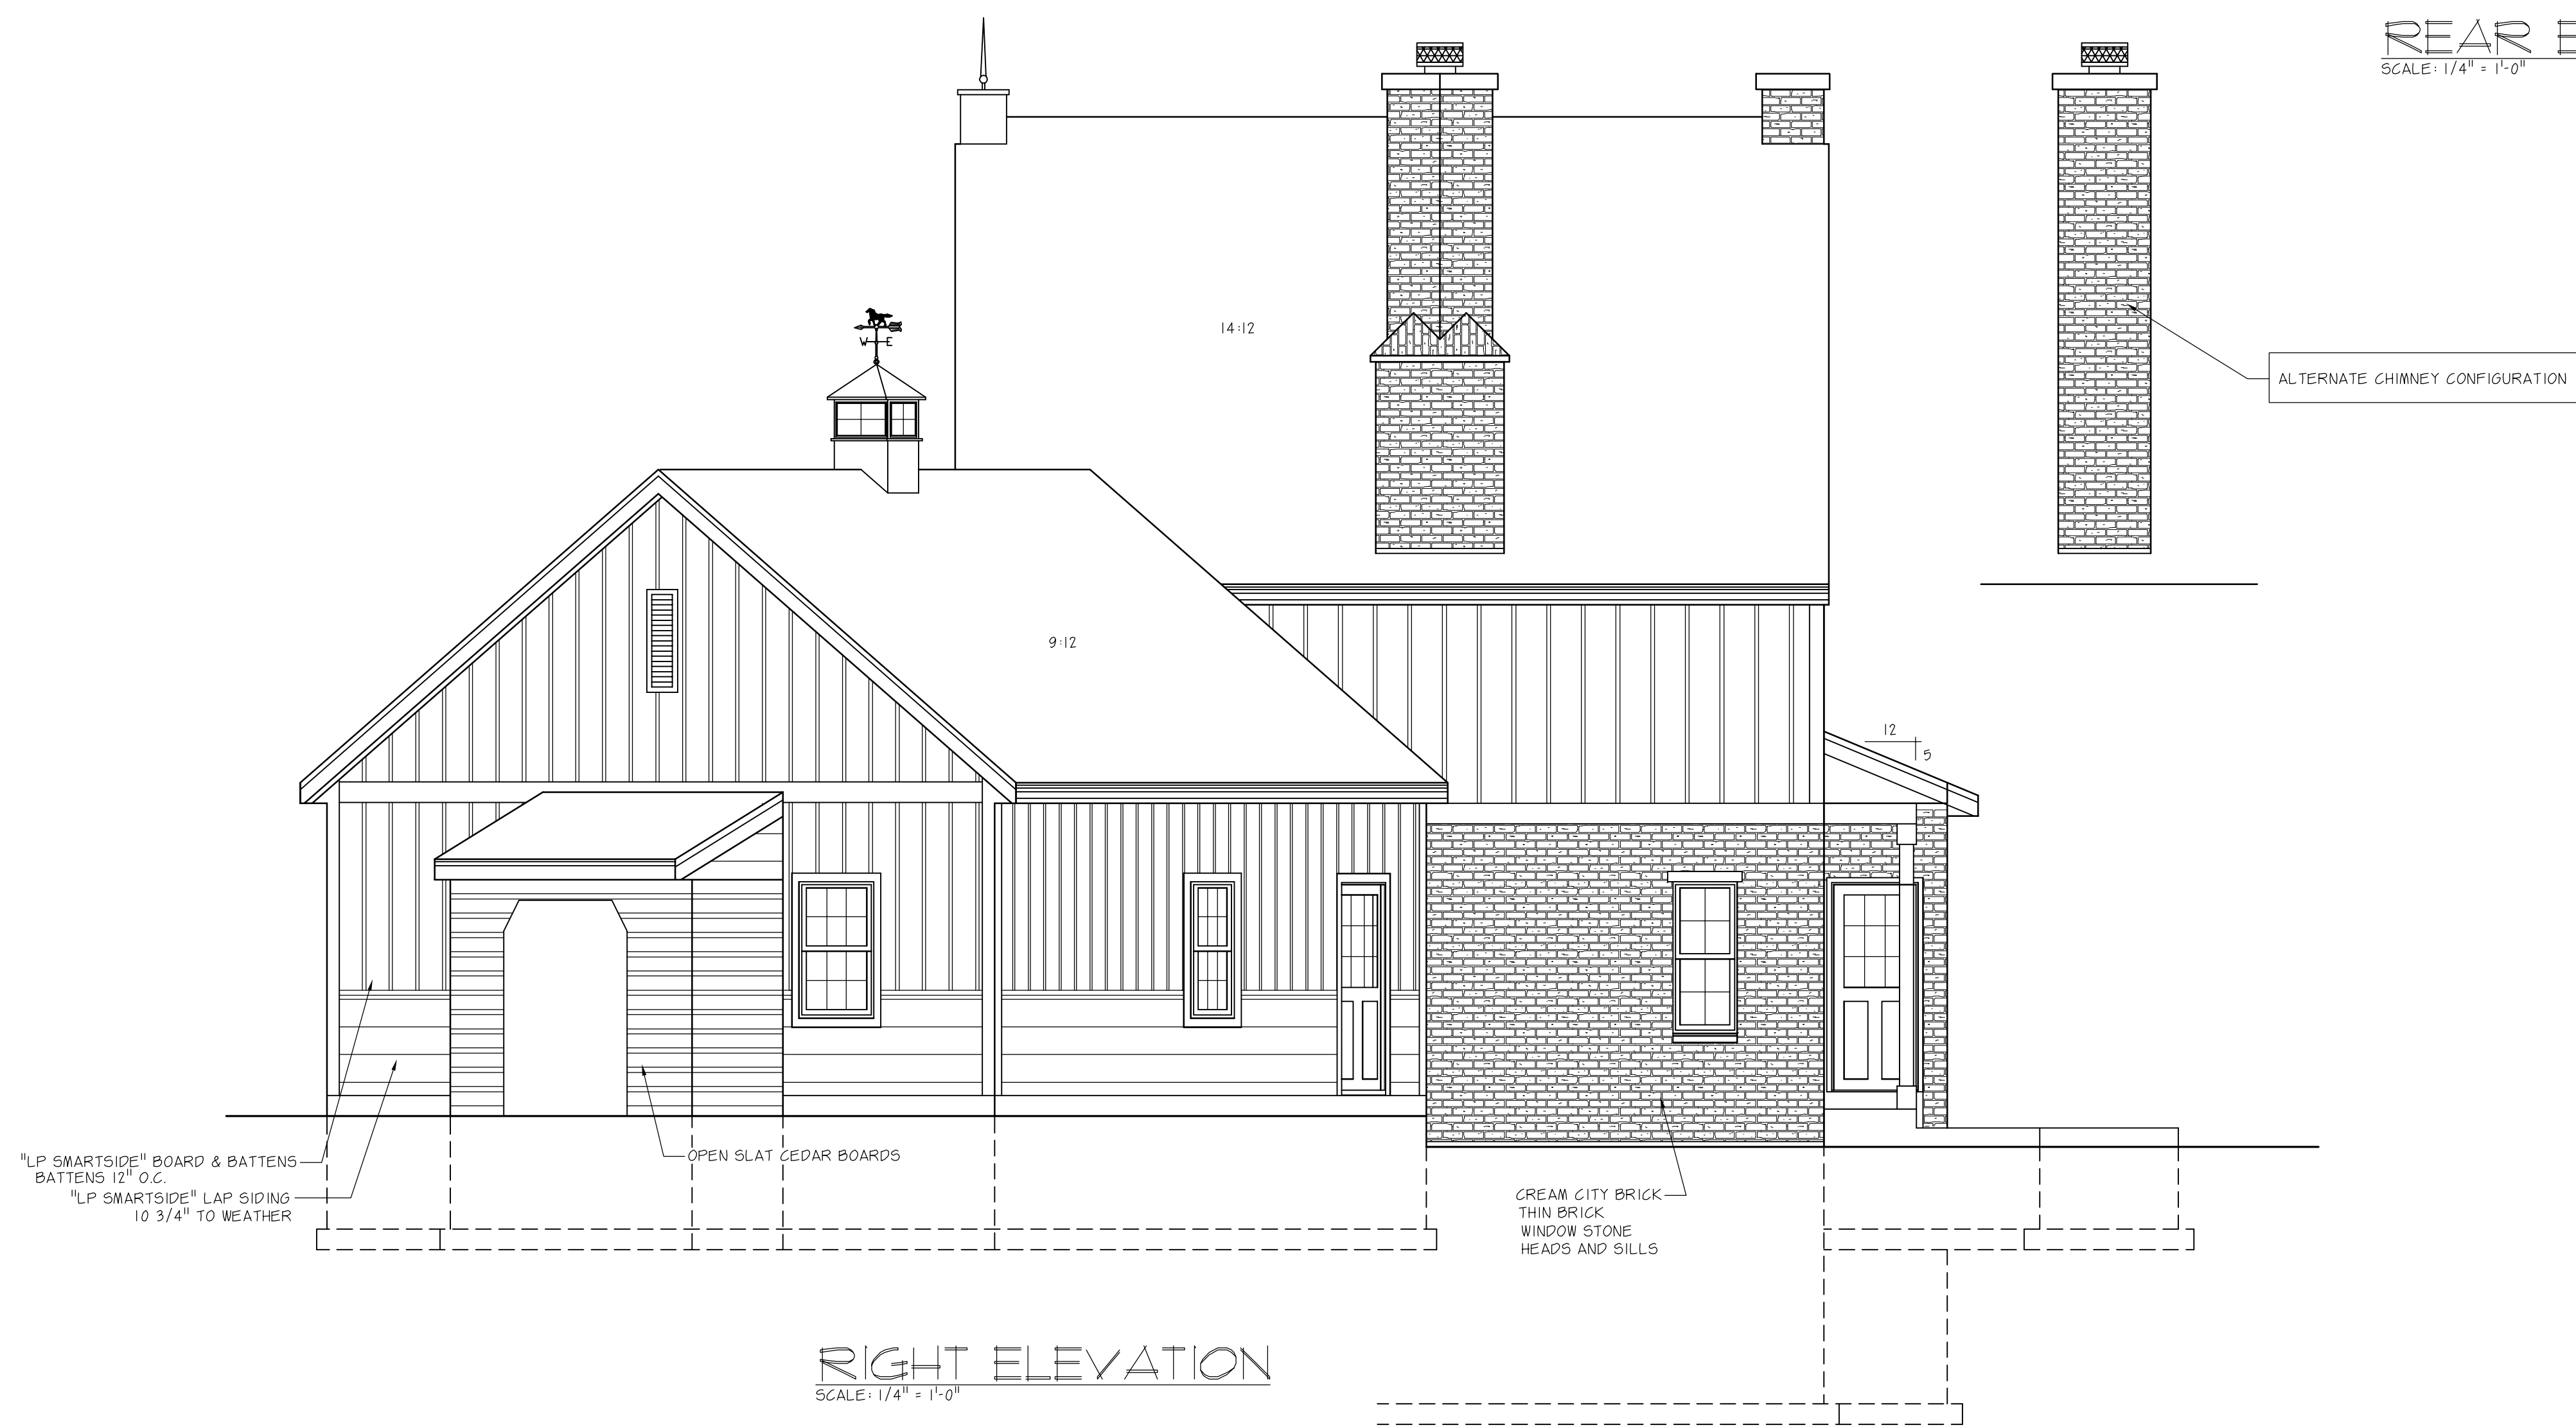 REAR E
SCALE: 1/4" = 1'-0"
14:12
W E
ALTERNATE CHIMNEY CONFIGURATION
9:12
12
5
"LP SMARTSIDE" BOARD & BATTENS
BATTENS 12" O.C.
"LP SMARTSIDE" LAP SIDING
10 3/4" TO WEATHER
OPEN SLAT CEDAR BOARDS
CREAM CITY BRICK
THIN BRICK
WINDOW STONE
HEADS AND SILLS
RIGHT ELEVATION
SCALE: 1/4" = 1'-0"